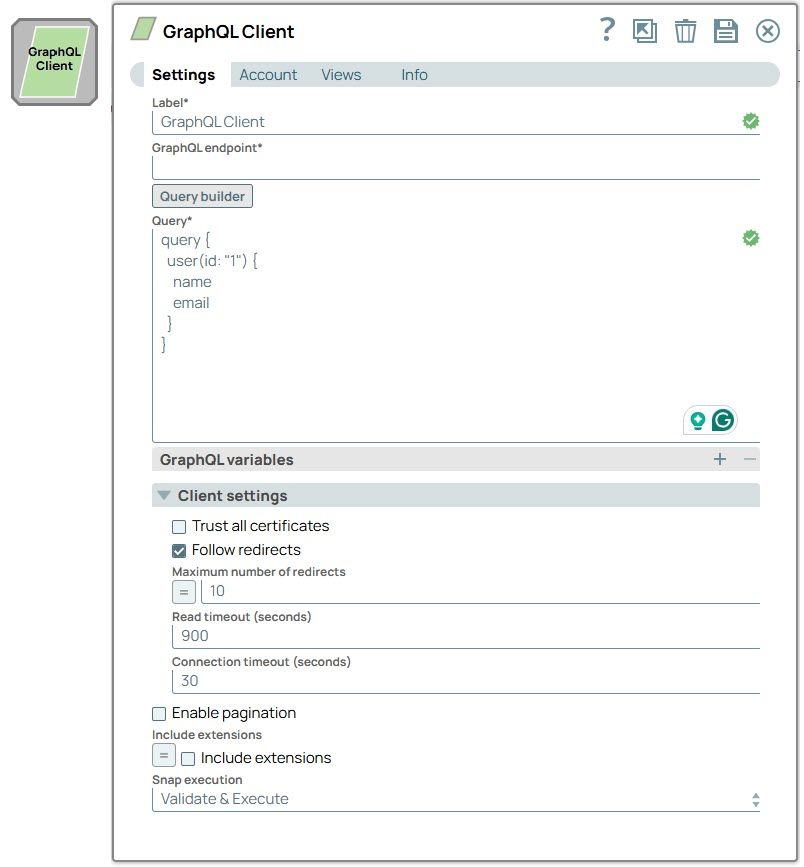 GraphQL
Client
GraphQL Client
?
Settings Account Views Info
Label*
GraphQL Client
GraphQL endpoint*
Query builder
Query*
query {
user(id: "1") {
name
email
}
}
G
GraphQL variables + −
Client settings
Trust all certificates
Follow redirects
Maximum number of redirects
= 10
Read timeout (seconds)
900
Connection timeout (seconds)
30
Enable pagination
Include extensions
= Include extensions
Snap execution
Validate & Execute